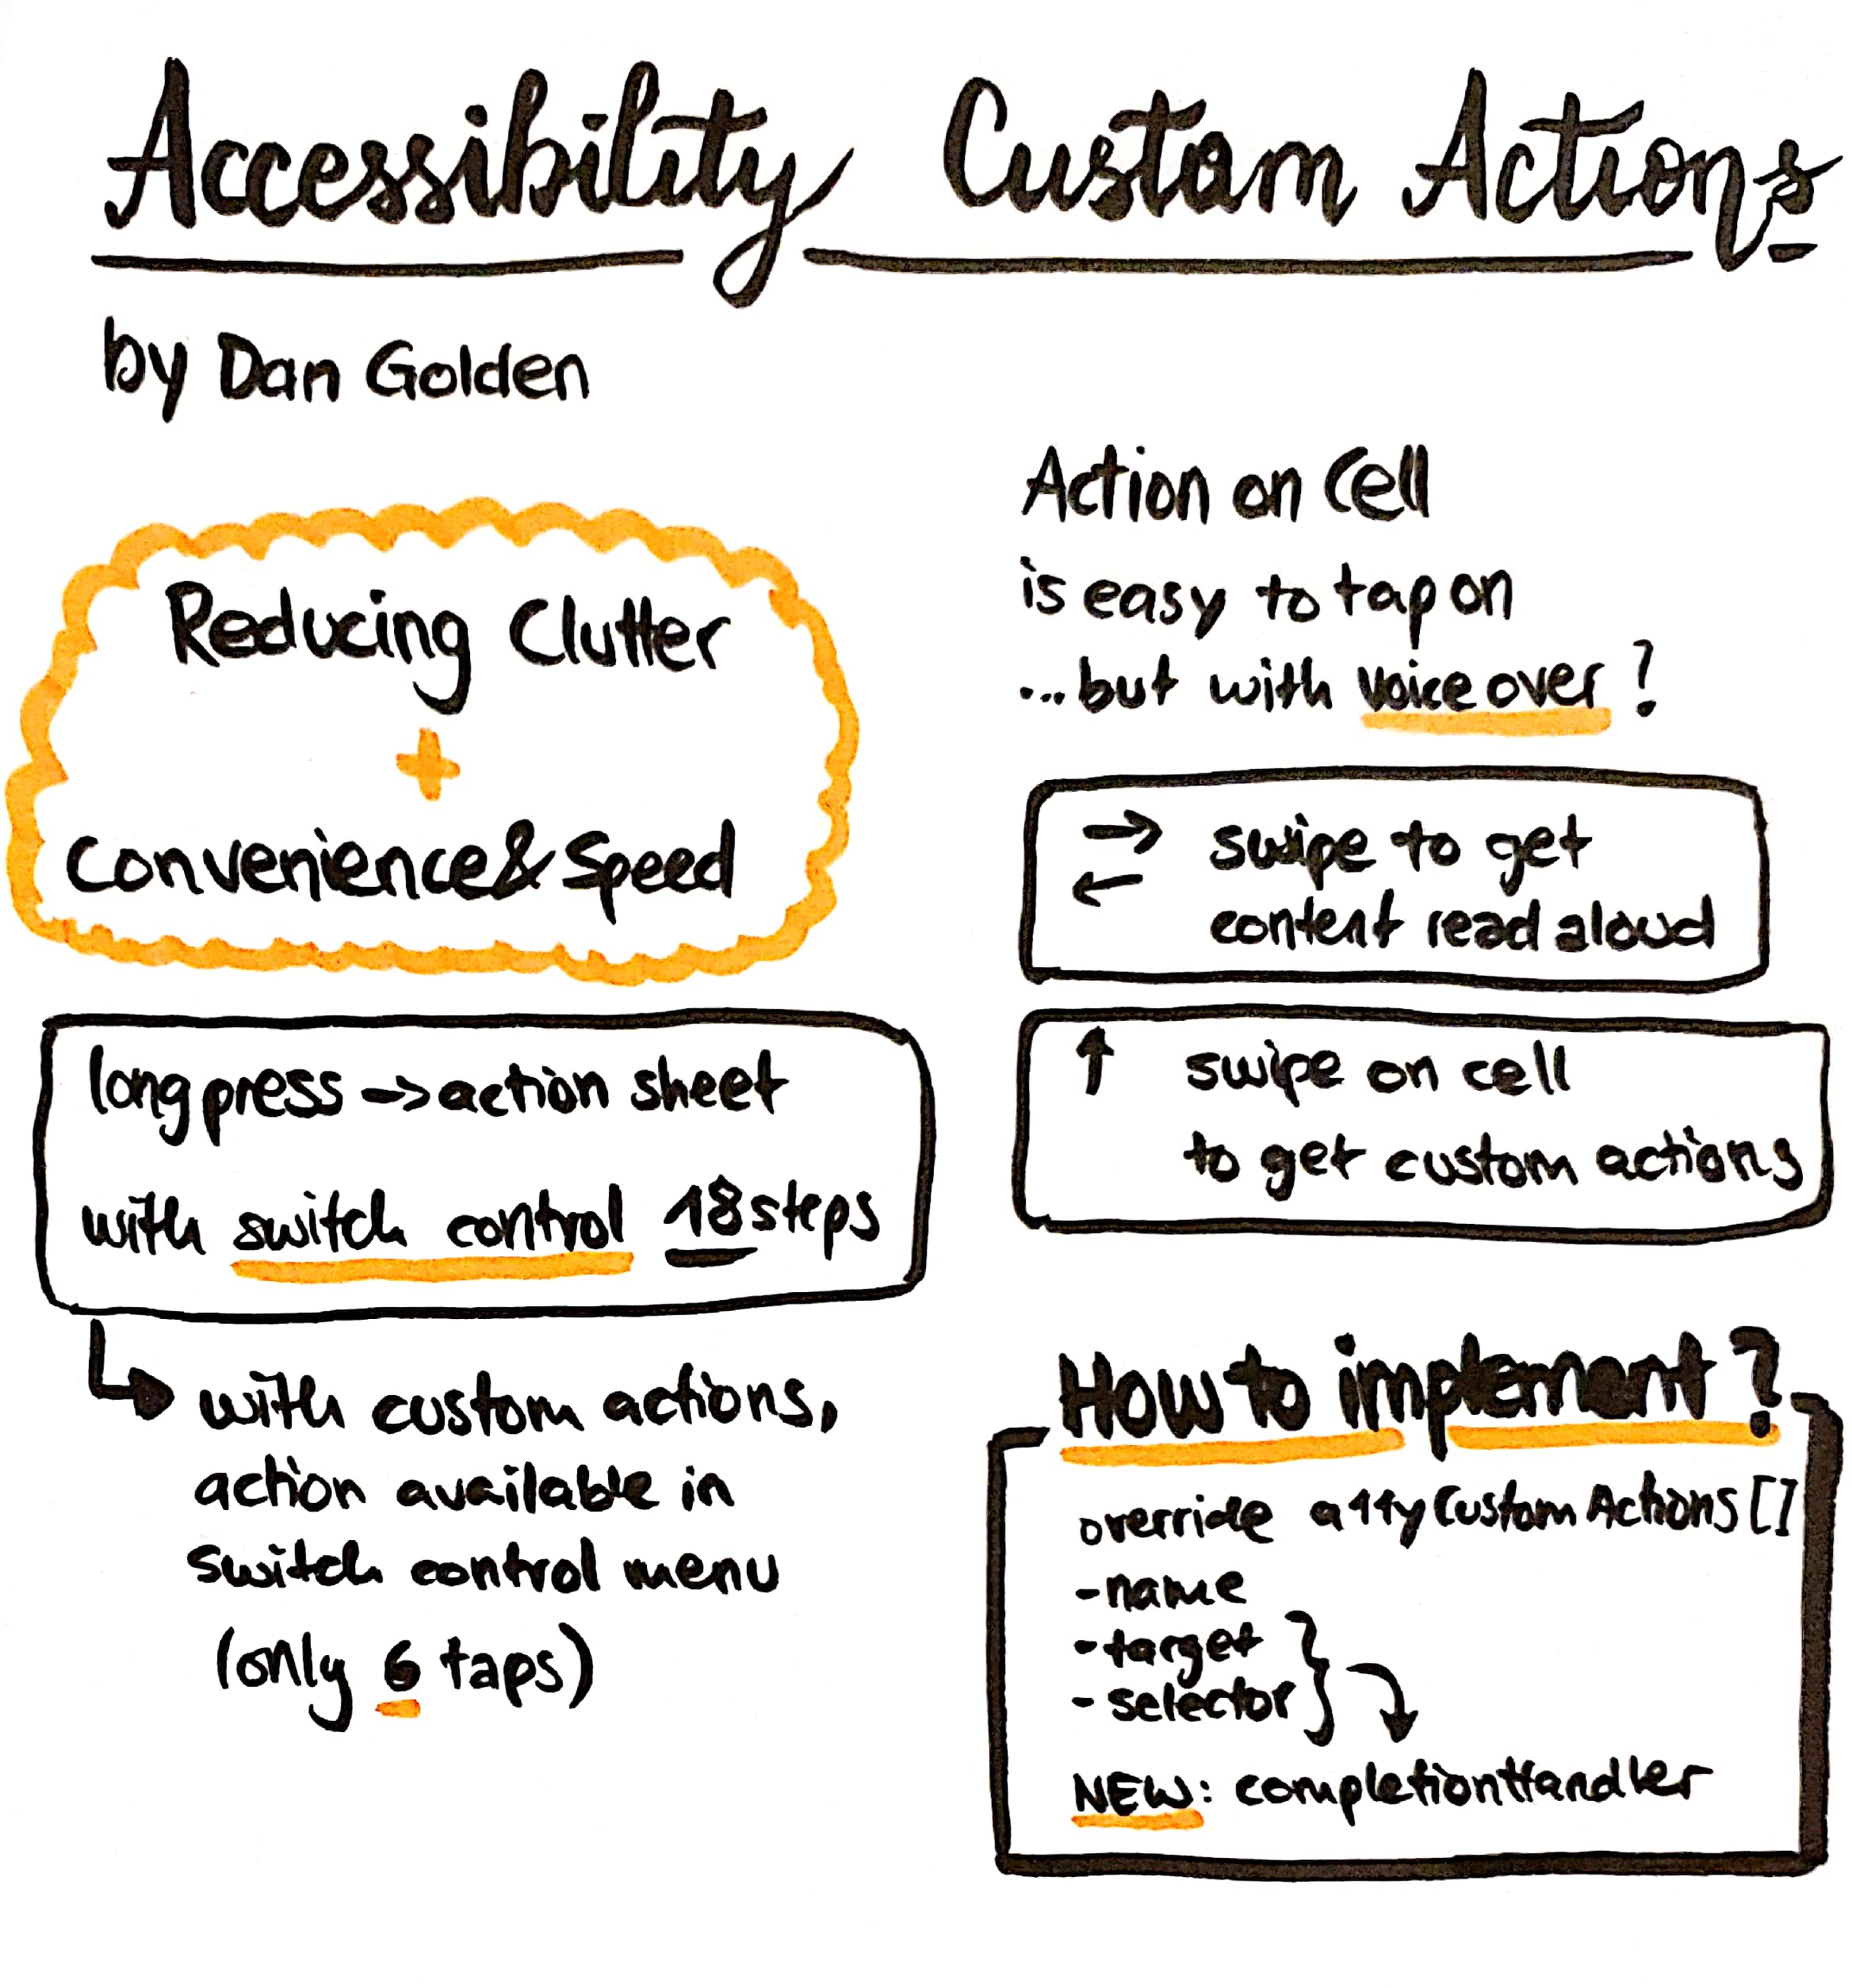 Accessibility Custom Actions
by Dan Golden
Reducing Clutter
+
Convenience & Speed
long press -> action sheet
with switch control 18 steps
with custom actions,
action available in
switch control menu
(only 6 taps)
Action on Cell
is easy to tap on
...but with voice over?
→ swipe to get
← content read aloud
↑ swipe on cell
to get custom actions
How to implement?
override a11yCustomActions []
- name
- target
- selector
NEW: completionHandler